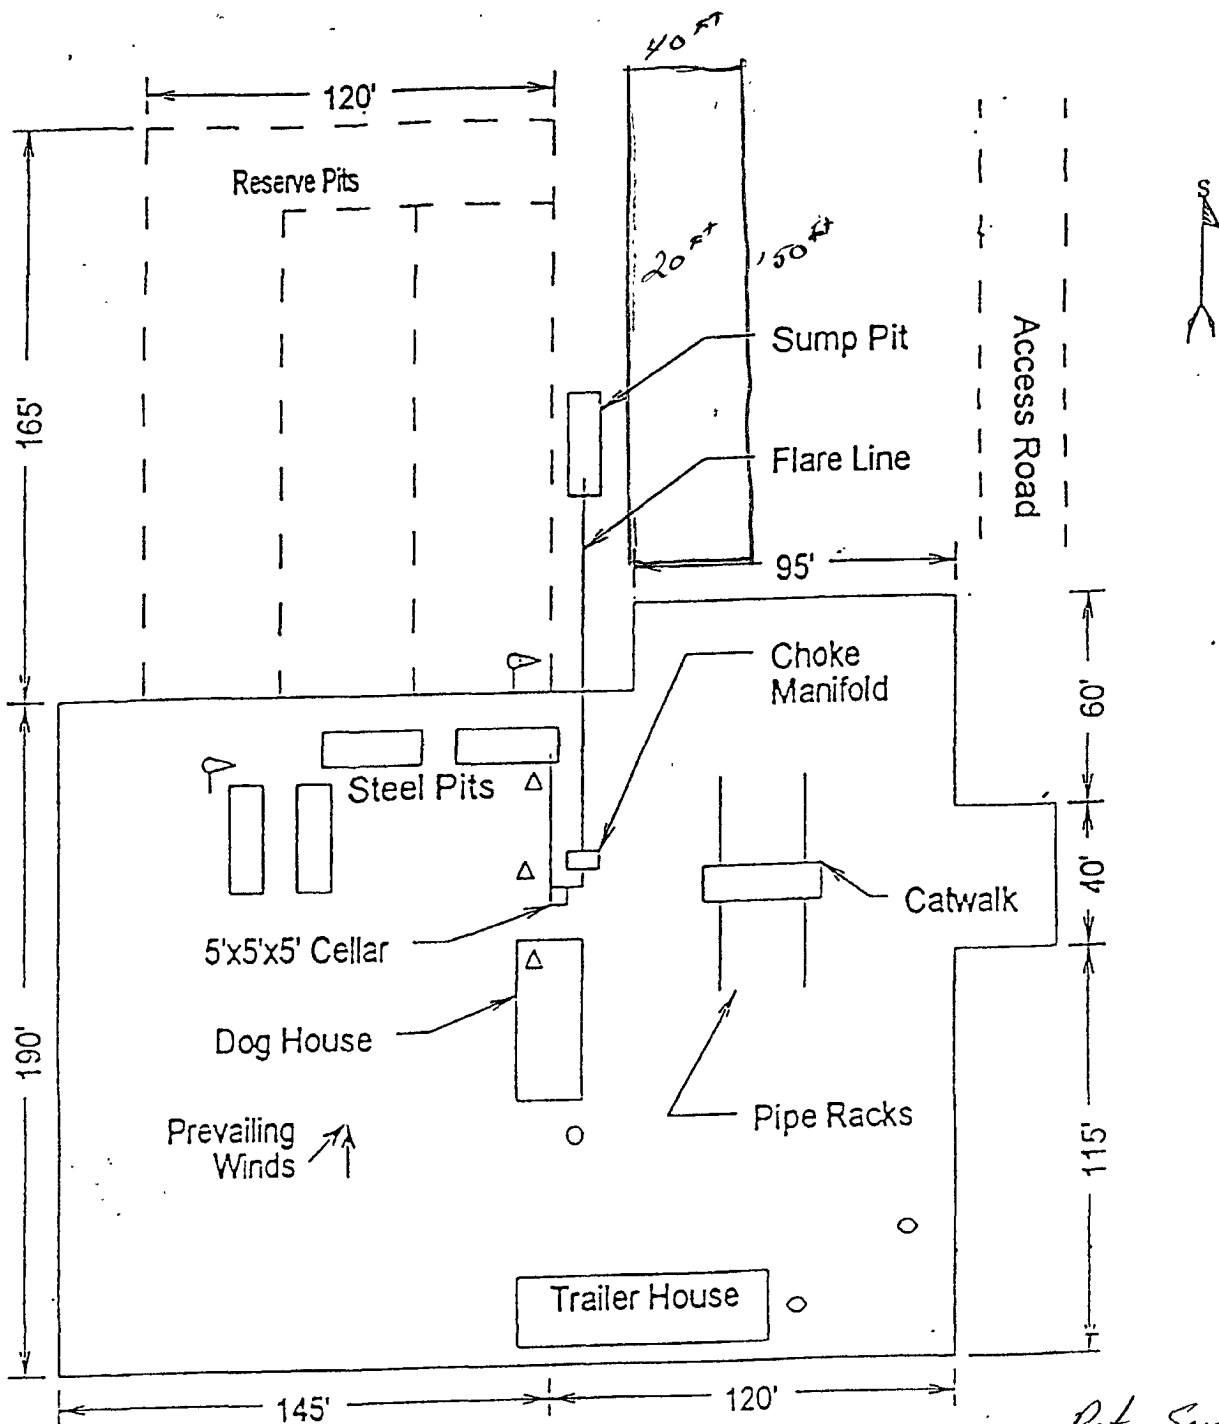 40 FT
120'
Reserve Pits
S
20 FT
150 FT
Sump Pit
Access Road
165'
Flare Line
95'
Choke
Manifold
60'
Steel Pits
40'
Catwalk
5'x5'x5' Cellar
Dog House
190'
Pipe Racks
Prevailing
Winds
115'
Trailer House
145'
120'